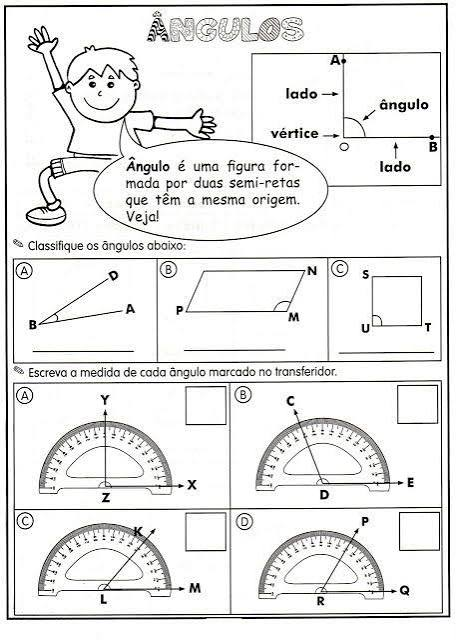 ÂNGULOS
A
lado
ângulo
vértice
O
B
lado
Ângulo é uma figura for-
mada por duas semi-retas
que têm a mesma origem.
Veja!
Classifique os ângulos abaixo:
A
D
A
B
B
N
P
M
C
S
U
T
Escreva a medida de cada ângulo marcado no transferidor.
A
Y
X
Z
B
C
E
D
C
K
M
L
D
P
Q
R